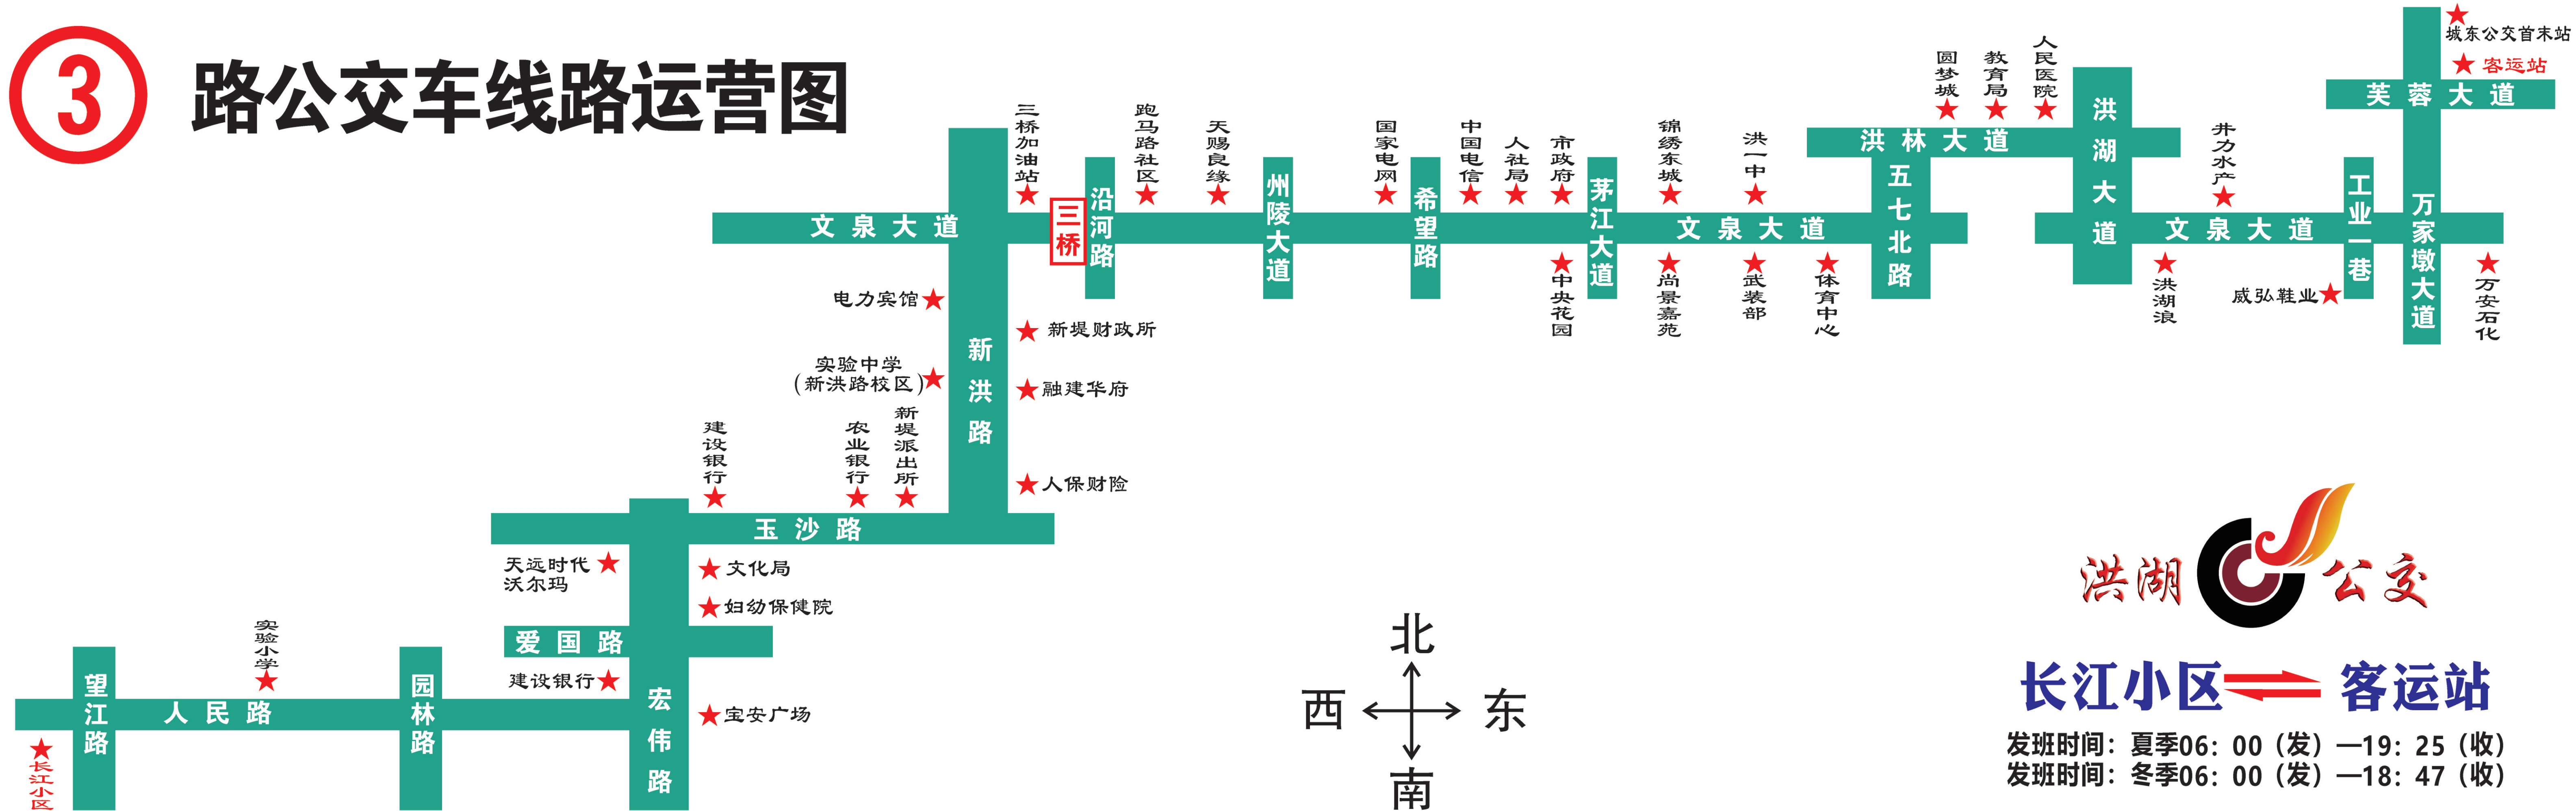 3 路公交车线路运营图
城东公交首末站
客运站
芙蓉大道
万家墩大道
圆梦城
教育局
人民医院
洪林大道
洪湖大道
五七北路
井力水产
工业一巷
文泉大道
洪湖浪
威弘鞋业
万安石化
三桥加油站
三桥
沿河路
跑马路社区
天赐良缘
州陵大道
国家电网
希望路
中国电信
人社局
市政府
茅江大道
锦绣东城
洪一中
文泉大道
文泉大道
中央花园
尚景嘉苑
武装部
体育中心
电力宾馆
新堤财政所
实验中学
(新洪路校区)
融建华府
新洪路
人保财险
建设银行
农业银行
新堤派出所
玉沙路
天远时代
沃尔玛
文化局
妇幼保健院
爱国路
建设银行
宝安广场
宏伟路
实验小学
望江路
人民路
园林路
长江小区
北
西
东
南
洪湖公交
长江小区
客运站
发班时间：夏季06：00（发）—19：25（收）
发班时间：冬季06：00（发）—18：47（收）